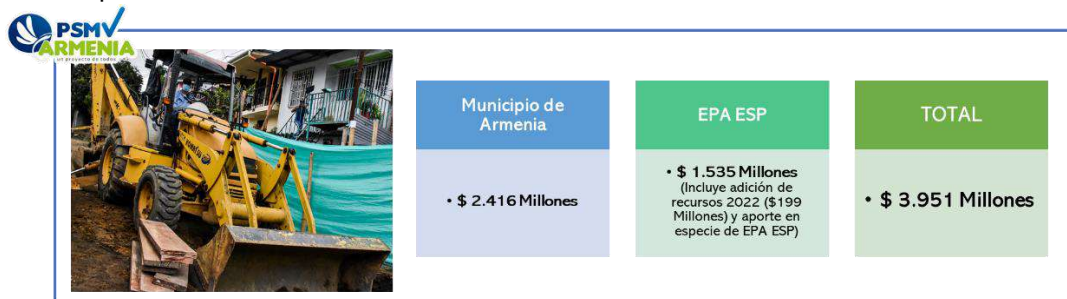 PSMV
ARMENIA
un proyecto de todos
Municipio de
Armenia
• $ 2.416 Millones
EPA ESP
• $ 1.535 Millones
(Incluye adición de
recursos 2022 ($199
Millones) y aporte en
especie de EPA ESP)
TOTAL
• $ 3.951 Millones